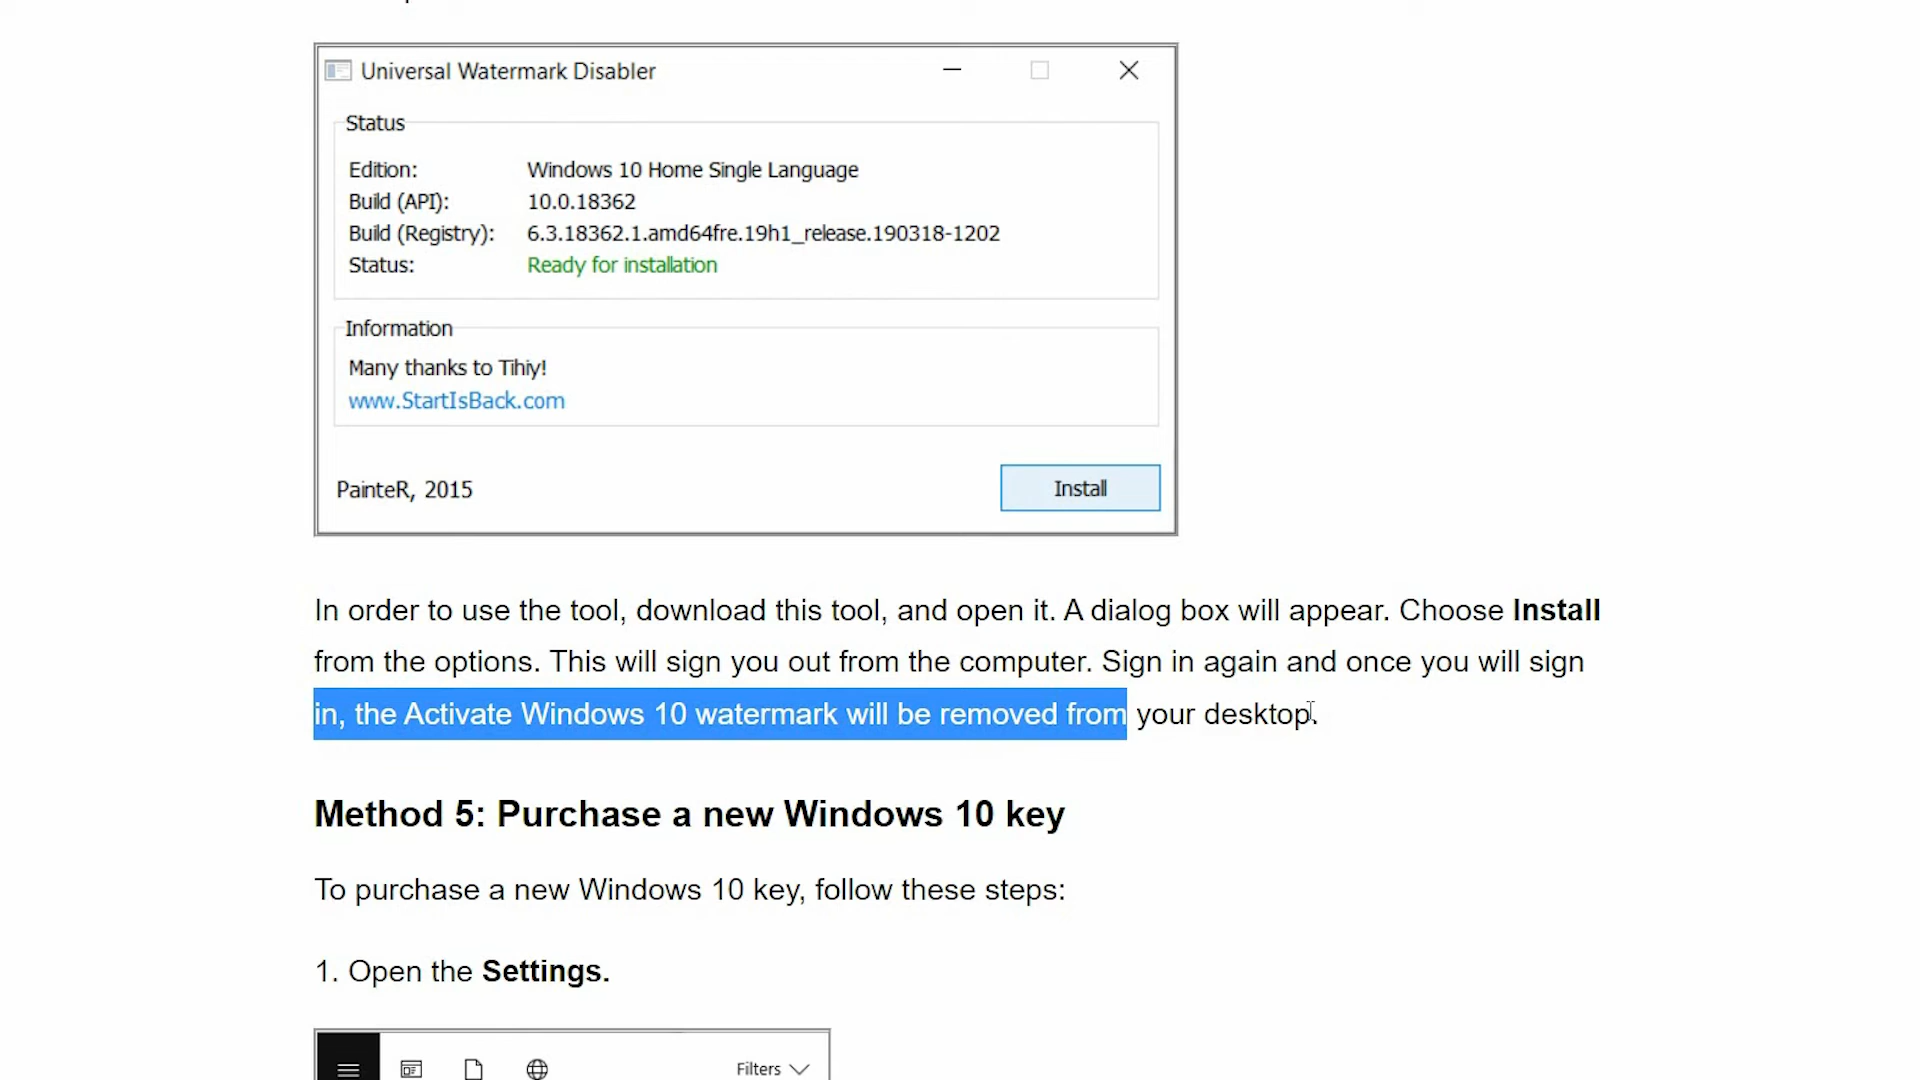 Universal Watermark Disabler
Status
Edition: Windows 10 Home Single Language
Build (API): 10.0.18362
Build (Registry): 6.3.18362.1.amd64fre.19h1_release.190318-1202
Status: Ready for installation
Information
Many thanks to Tihiy!
www.StartIsBack.com
PainteR, 2015
Install
In order to use the tool, download this tool, and open it. A dialog box will appear. Choose Install
from the options. This will sign you out from the computer. Sign in again and once you will sign
in, the Activate Windows 10 watermark will be removed from your desktop.
Method 5: Purchase a new Windows 10 key
To purchase a new Windows 10 key, follow these steps:
1. Open the Settings.
Filters